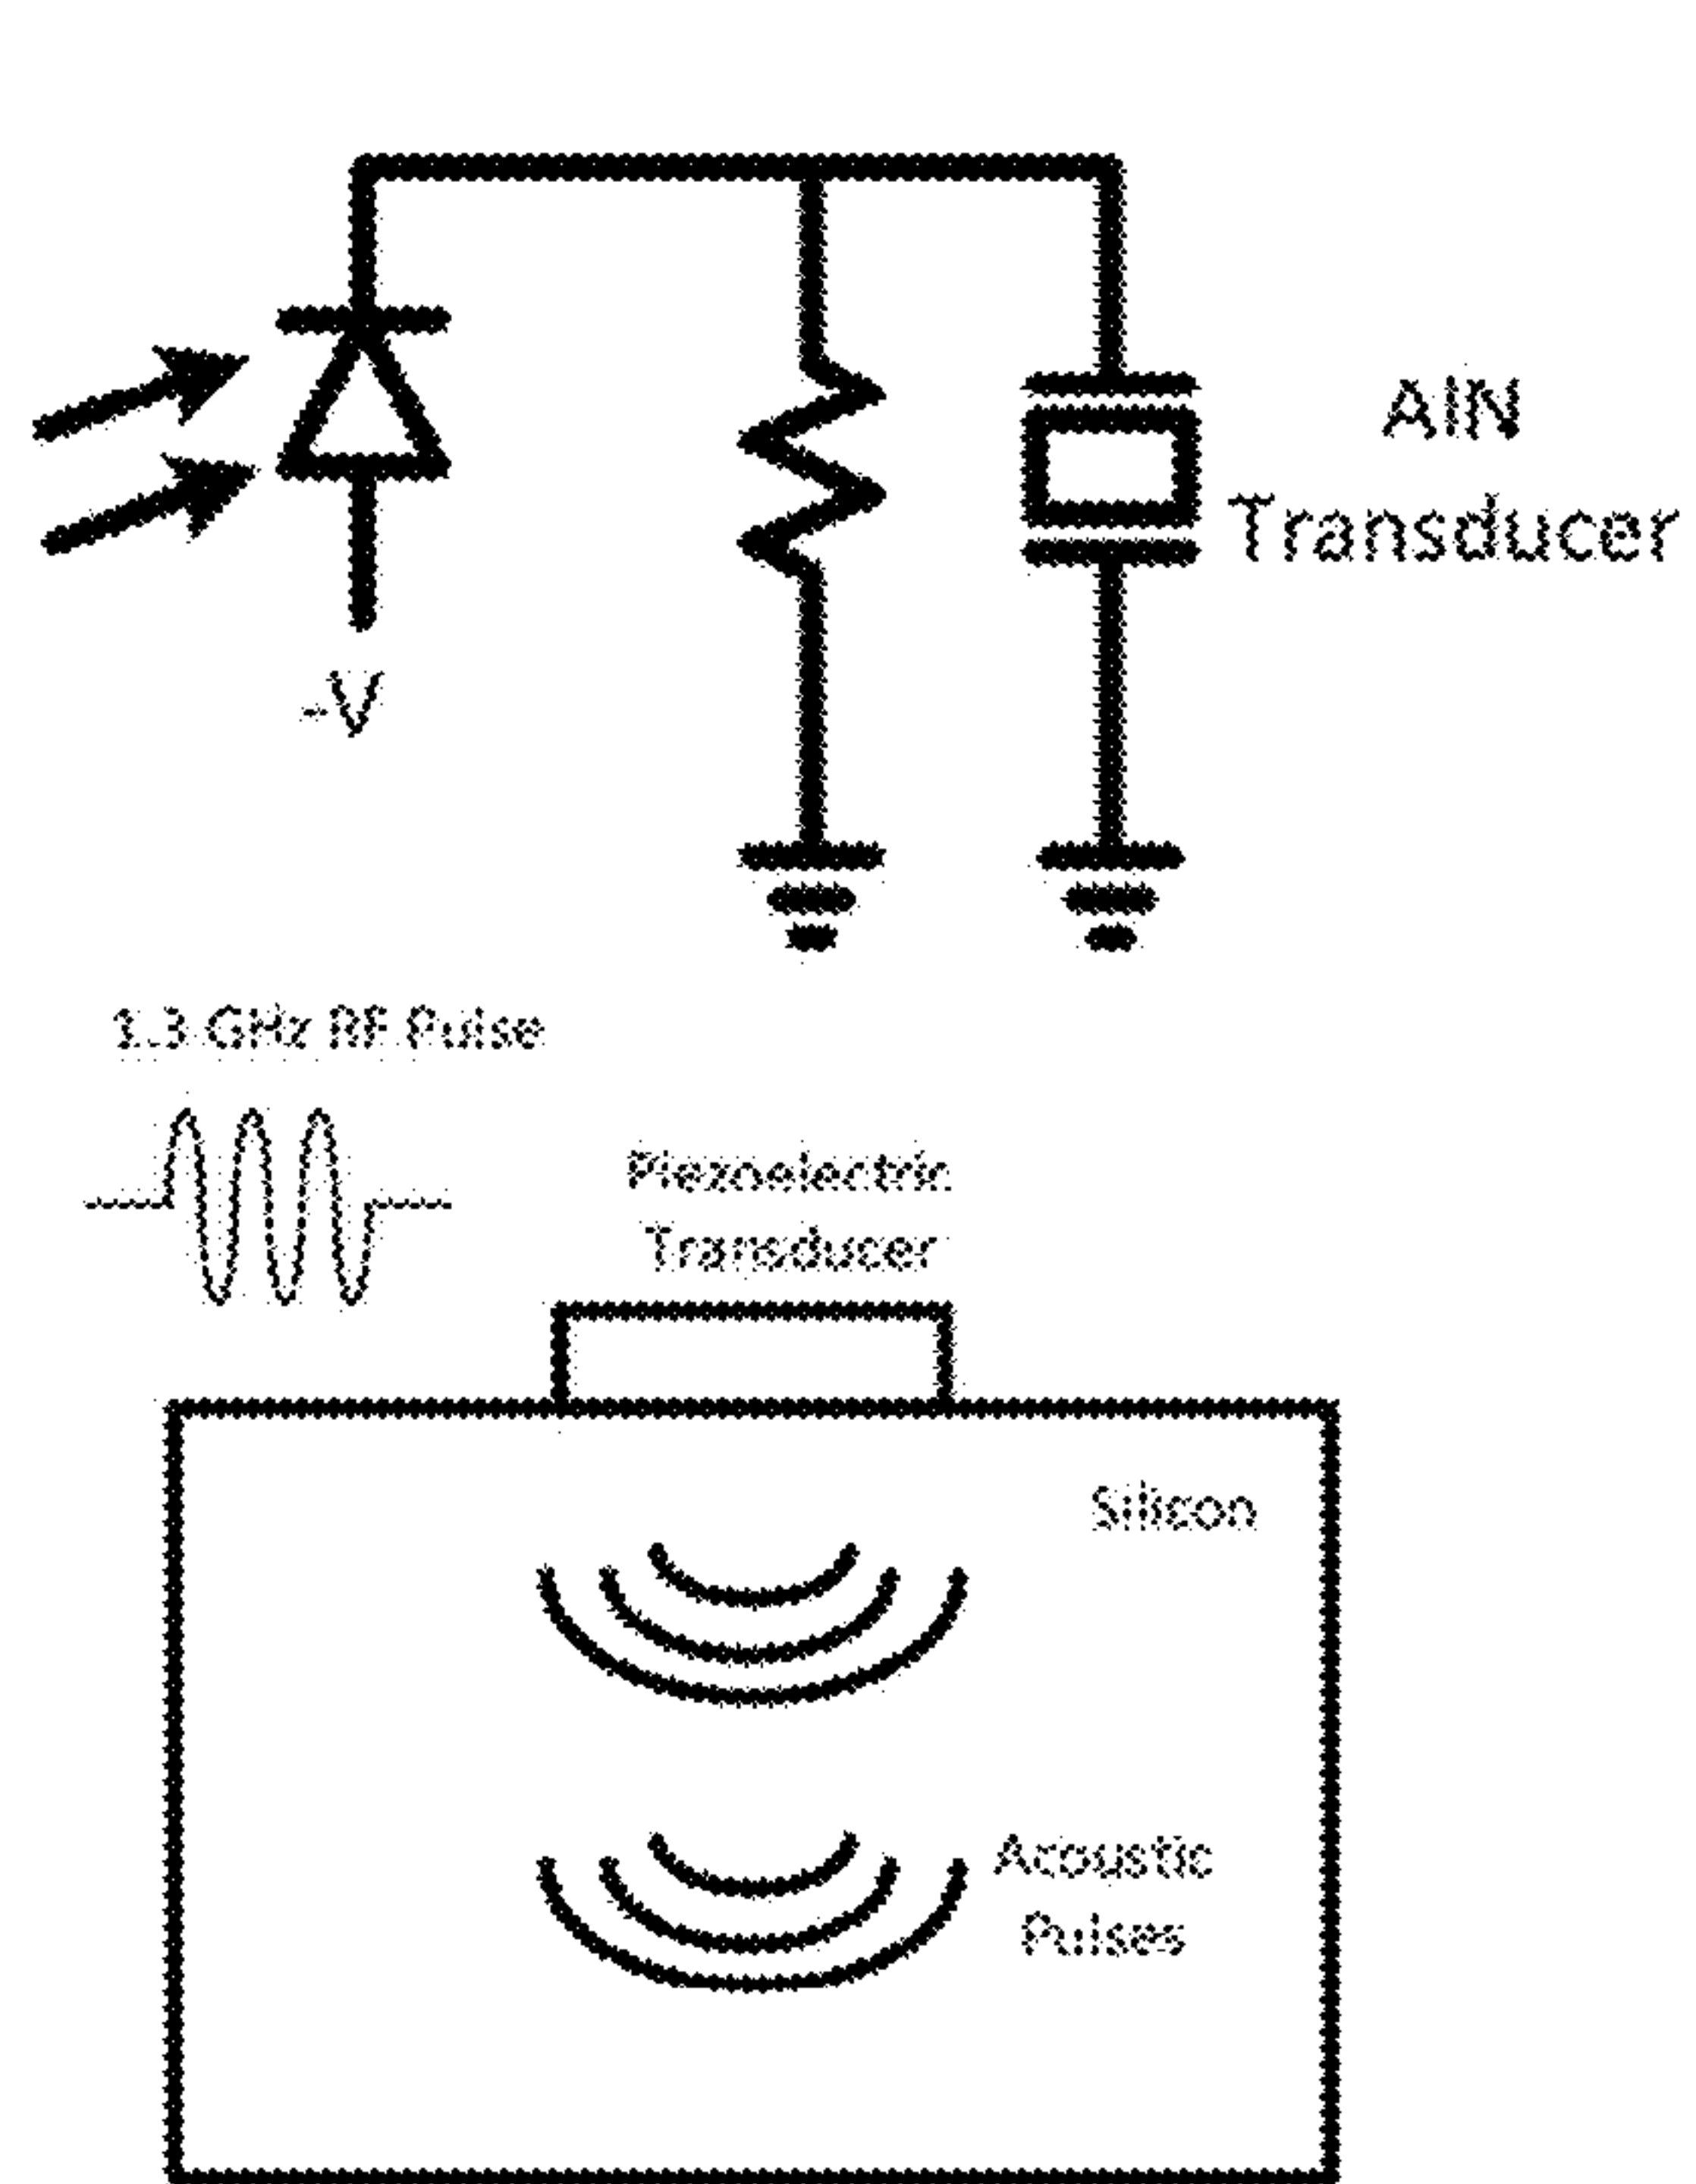 AlN
Transducer
-V
1.3 GHz RF Pulse
Piezoelectric
Transducer
Silicon
Acoustic
Pulses